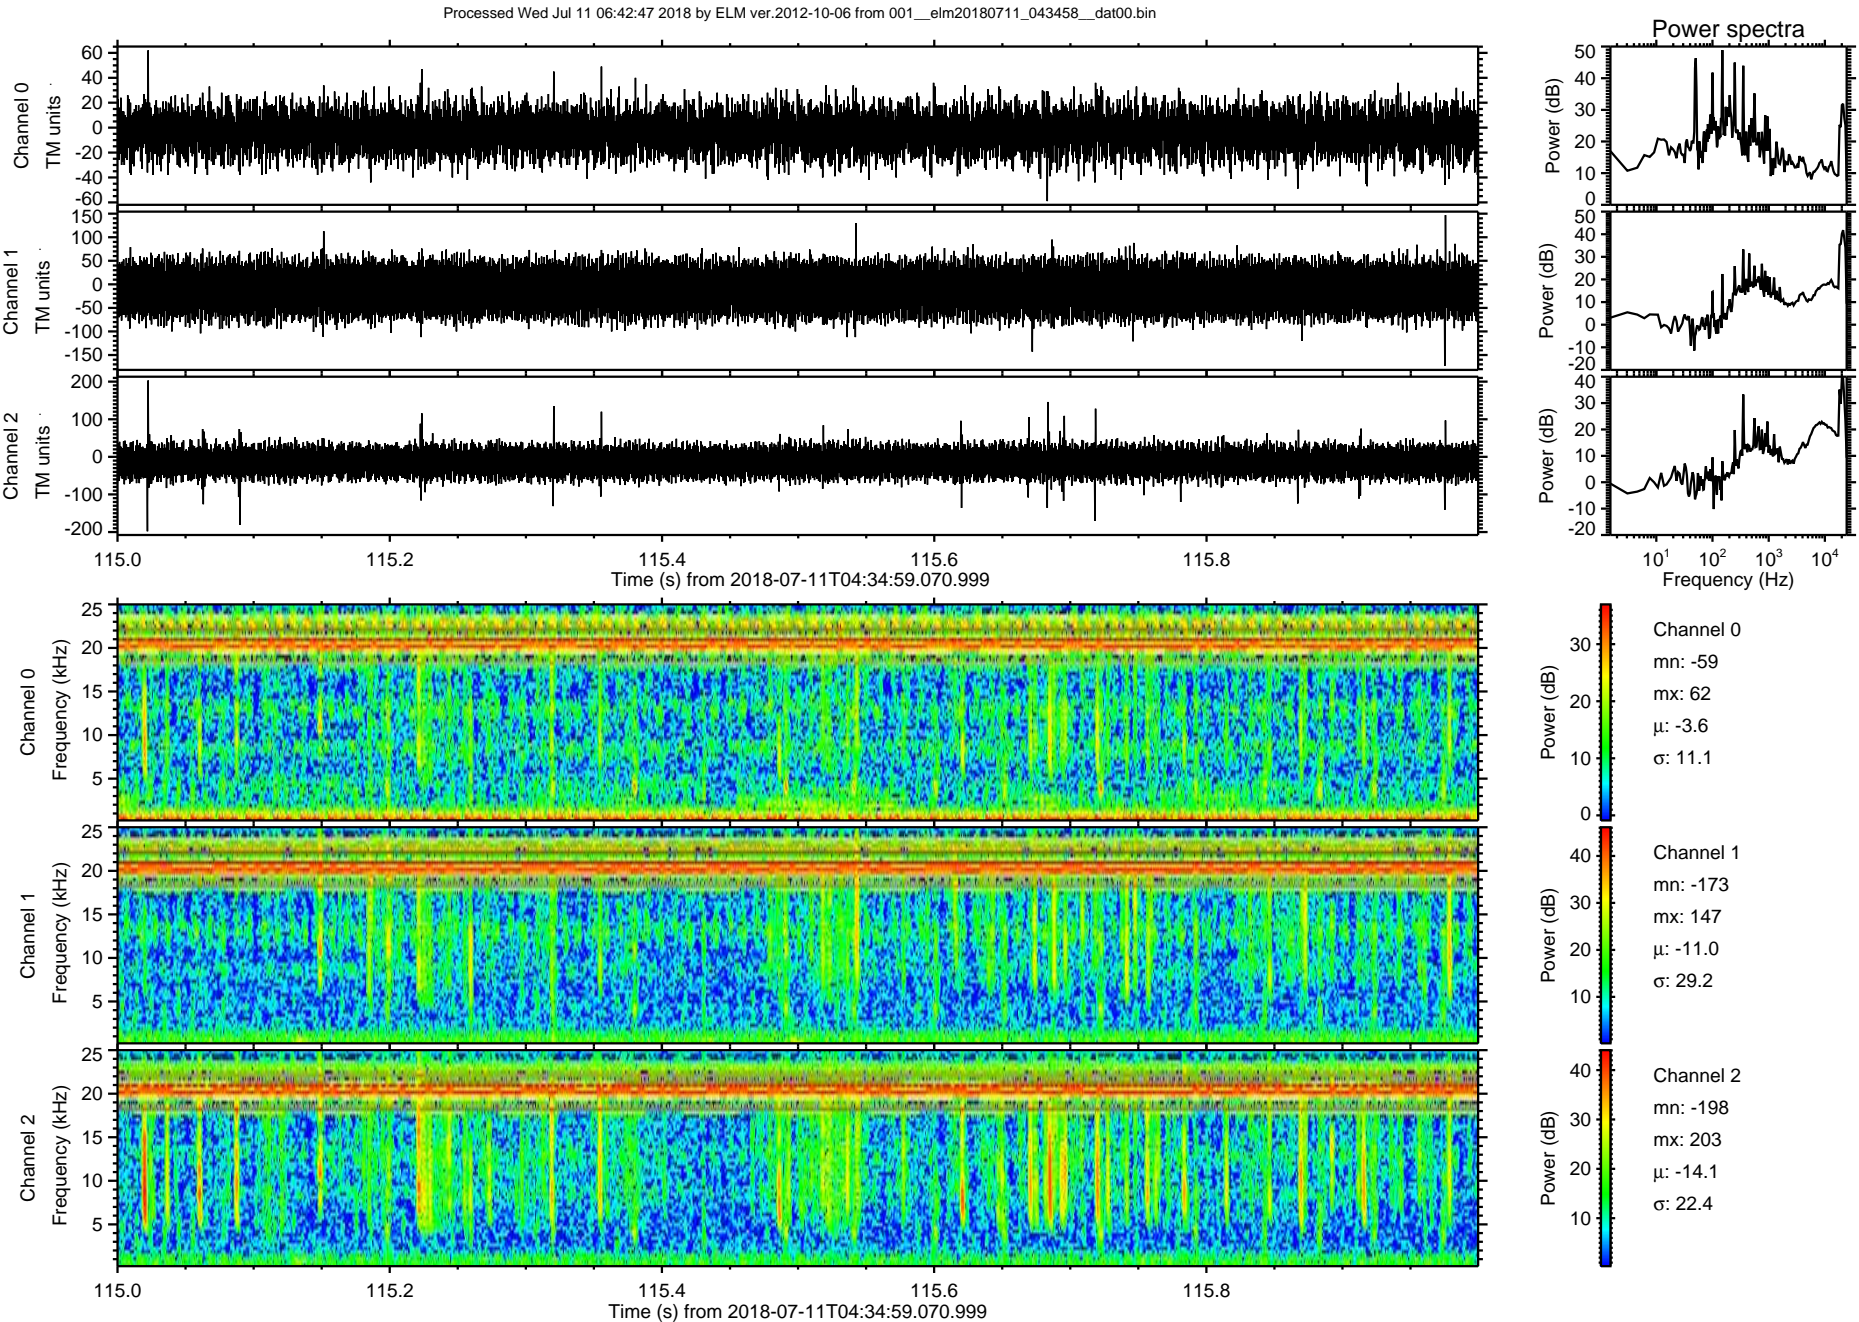 Processed Wed Jul 11 06:42:47 2018 by ELM ver.2012-10-06 from 001__elm20180711_043458__dat00.bin
Power spectra
Channel 0
TM units
60
40
20
0
-20
-40
-60
Power (dB)
50
40
30
20
10
0
Channel 1
TM units
150
100
50
0
-50
-100
-150
Power (dB)
50
40
30
20
10
0
-10
-20
Channel 2
TM units
200
100
0
-100
-200
Power (dB)
40
30
20
10
0
-10
-20
115.0 115.2 115.4 115.6 115.8
Time (s) from 2018-07-11T04:34:59.070.999
10¹ 10² 10³ 10⁴
Frequency (Hz)
Channel 0
Frequency (kHz)
25
20
15
10
5
Power (dB)
30
20
10
0
Channel 0
mn: -59
mx: 62
μ: -3.6
σ: 11.1
Channel 1
Frequency (kHz)
25
20
15
10
5
Power (dB)
40
30
20
10
Channel 1
mn: -173
mx: 147
μ: -11.0
σ: 29.2
Channel 2
Frequency (kHz)
25
20
15
10
5
Power (dB)
40
30
20
10
Channel 2
mn: -198
mx: 203
μ: -14.1
σ: 22.4
115.0 115.2 115.4 115.6 115.8
Time (s) from 2018-07-11T04:34:59.070.999